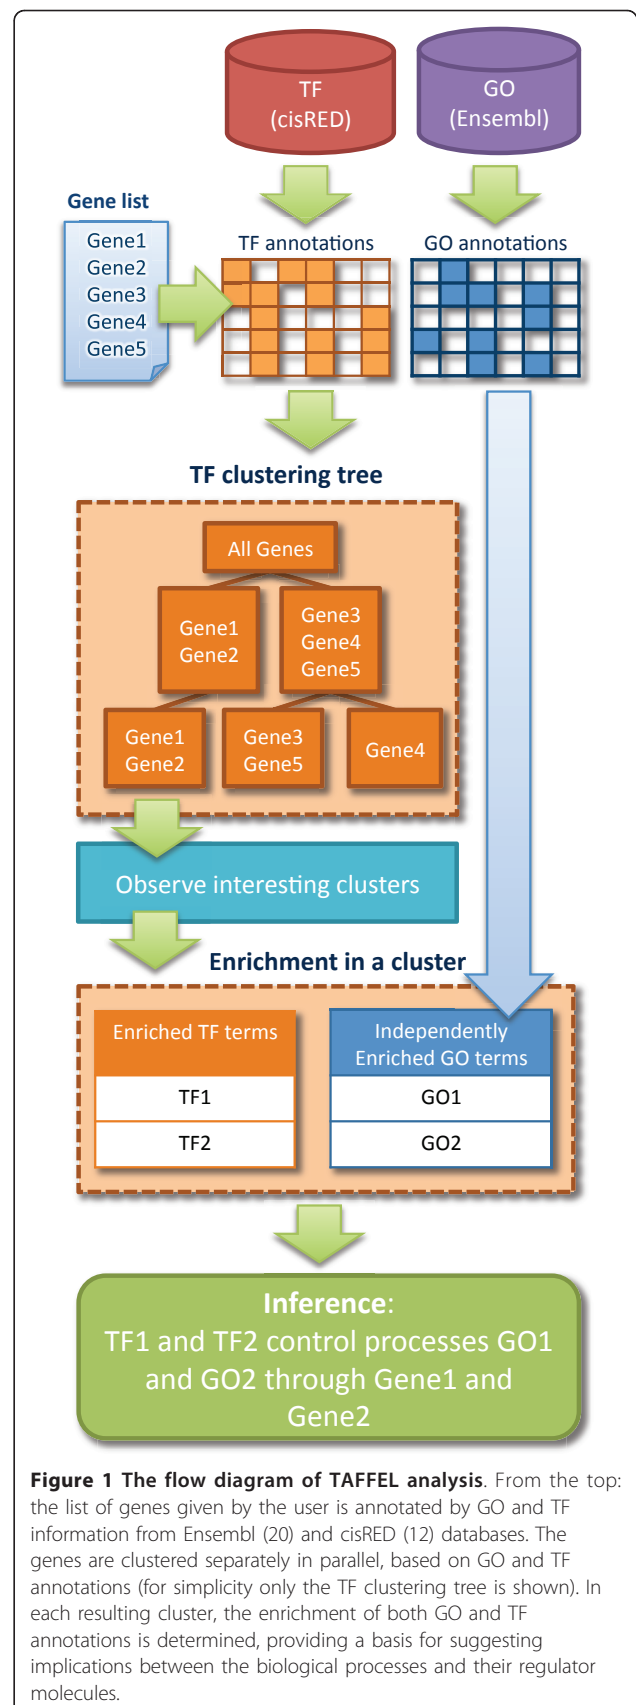 TF
(cisRED)
GO
(Ensembl)
Gene list
Gene1
Gene2
Gene3
Gene4
Gene5
TF annotations
GO annotations
TF clustering tree
All Genes
Gene1
Gene2
Gene3
Gene4
Gene5
Gene1
Gene2
Gene3
Gene5
Gene4
Observe interesting clusters
Enrichment in a cluster
Enriched TF terms
TF1
TF2
Independently
Enriched GO terms
GO1
GO2
Inference:
TF1 and TF2 control processes GO1
and GO2 through Gene1 and
Gene2
Figure 1 The flow diagram of TAFFEL analysis. From the top:
the list of genes given by the user is annotated by GO and TF
information from Ensembl (20) and cisRED (12) databases. The
genes are clustered separately in parallel, based on GO and TF
annotations (for simplicity only the TF clustering tree is shown). In
each resulting cluster, the enrichment of both GO and TF
annotations is determined, providing a basis for suggesting
implications between the biological processes and their regulator
molecules.